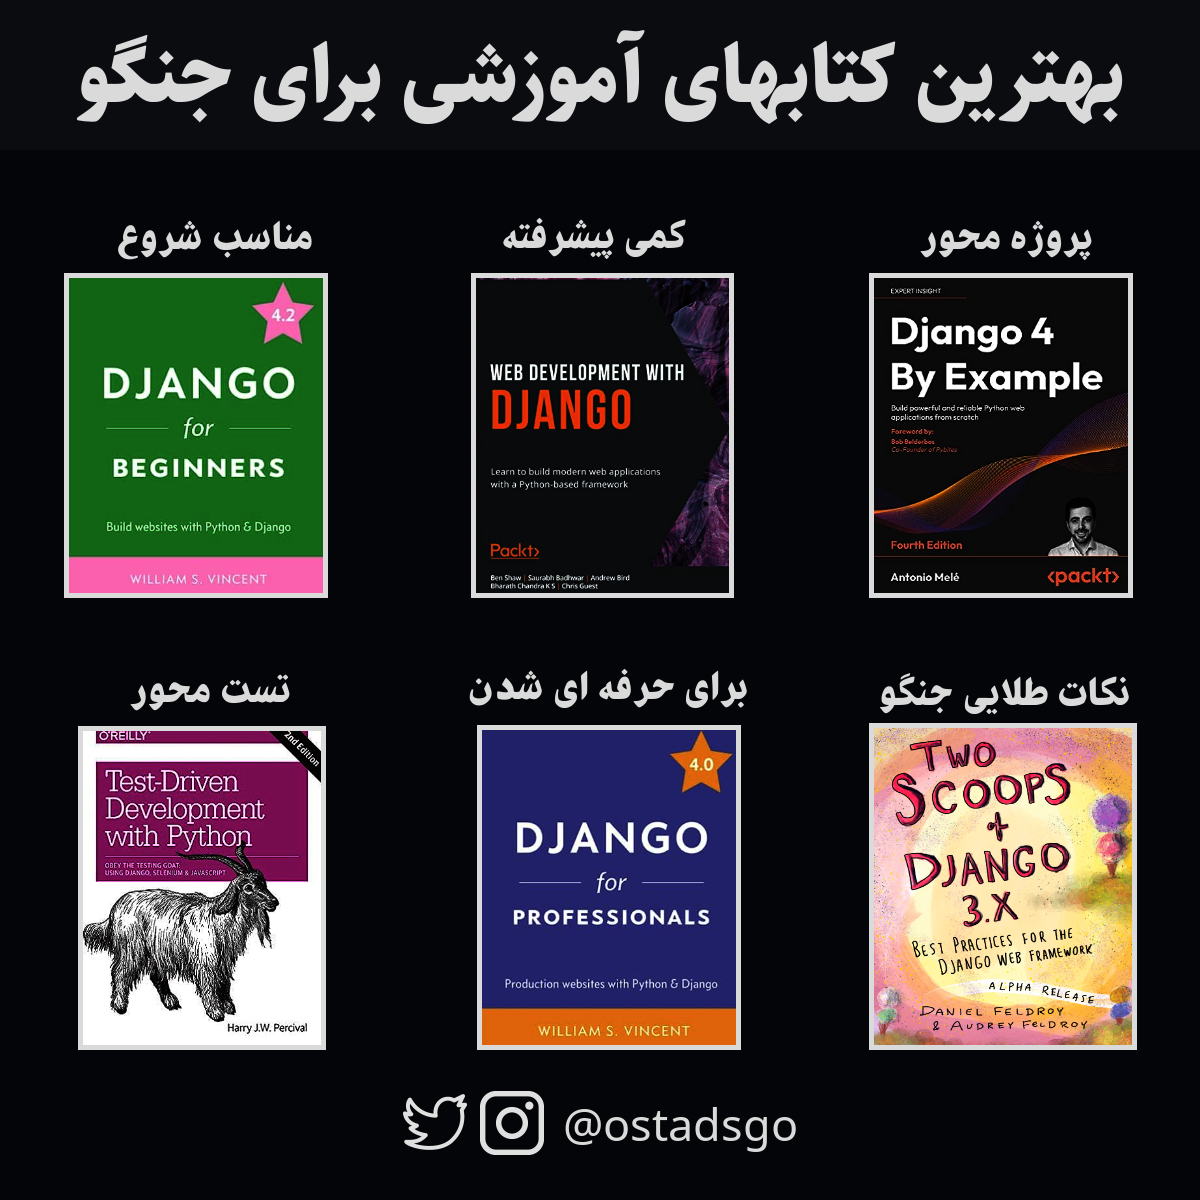 بهترین کتابهای آموزشی برای جنگو
پروژه محور
EXPERT INSIGHT
Django 4
By Example
Build powerful and reliable Python web
applications from scratch
Foreword by:
Bob Belderbos
Co-Founder of Pybites
Fourth Edition
Antonio Melé
<packt>
کمی پیشرفته
WEB DEVELOPMENT WITH
DJANGO
Learn to build modern web applications
with a Python-based framework
Packt>
Ben Shaw | Saurabh Badhwar | Andrew Bird
Bharath Chandra K S | Chris Guest
مناسب شروع
4.2
DJANGO
for
BEGINNERS
Build websites with Python & Django
WILLIAM S. VINCENT
نکات طلایی جنگو
TWO
SCOOPS
of
DJANGO
3.X
BEST PRACTICES FOR THE
DJANGO WEB FRAMEWORK
ALPHA RELEASE
DANIEL FELDROY
& AUDREY FELDROY
برای حرفه ای شدن
4.0
DJANGO
for
PROFESSIONALS
Production websites with Python & Django
WILLIAM S. VINCENT
تست محور
O'REILLY®
2nd Edition
Test-Driven
Development
with Python
OBEY THE TESTING GOAT:
USING DJANGO, SELENIUM & JAVASCRIPT
Harry J.W. Percival
@ostadsgo